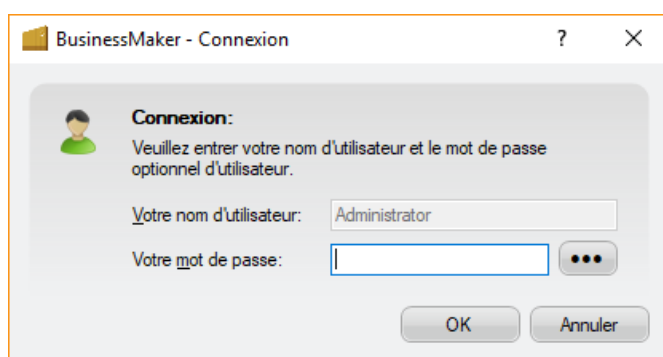 BusinessMaker - Connexion
Connexion:
Veuillez entrer votre nom d'utilisateur et le mot de passe
optionnel d'utilisateur.
Votre nom d'utilisateur: Administrator
Votre mot de passe:
OK Annuler